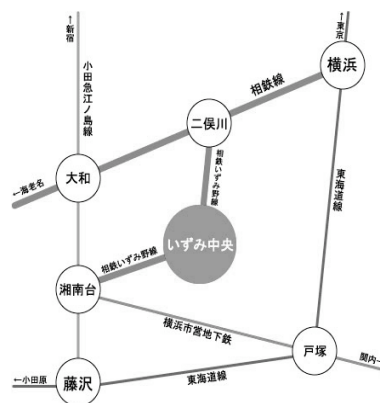 ←新宿
←東京
小田急江ノ島線
横浜
相鉄線
二俣川
大和
相鉄いずみ野線
東海道線
←海老名
いずみ中央
相鉄いずみ野線
湘南台
横浜市営地下鉄
戸塚
関内→
藤沢
←小田原
東海道線